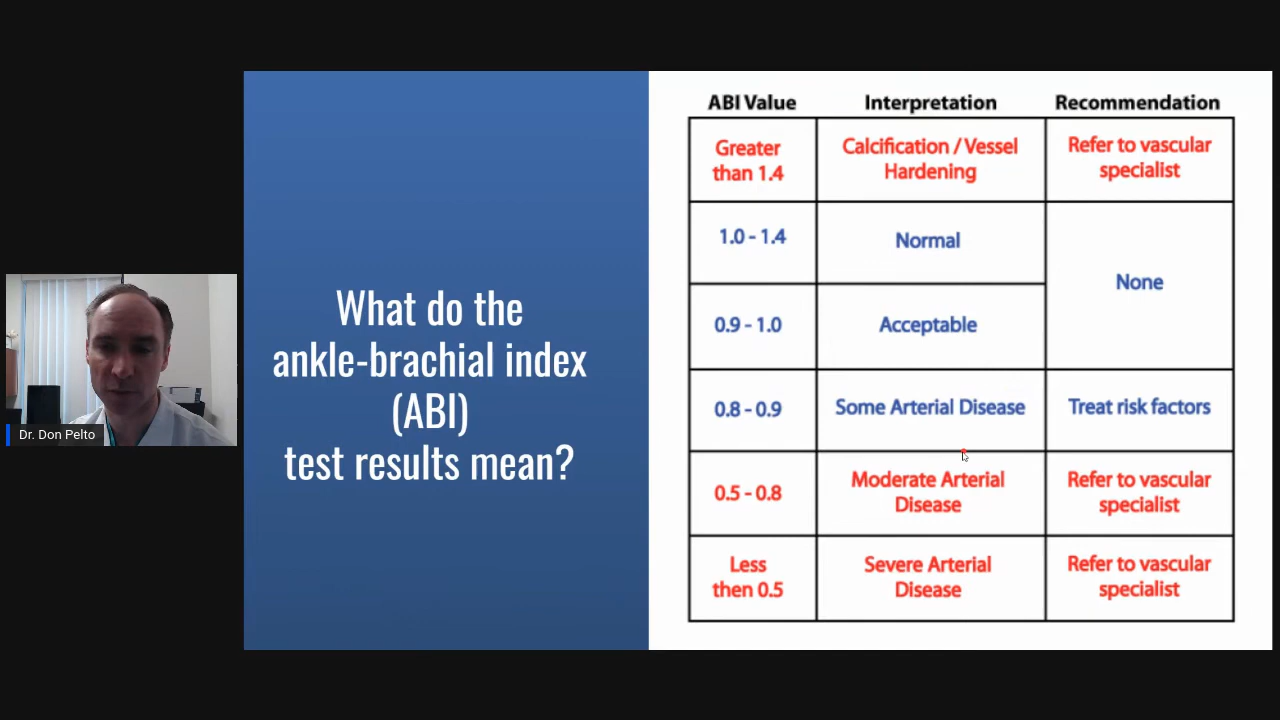 What do the
ankle-brachial index
(ABI)
test results mean?
ABI Value Interpretation Recommendation
Greater
than 1.4
Calcification / Vessel
Hardening
Refer to vascular
specialist
1.0 - 1.4
Normal
None
0.9 - 1.0
Acceptable
0.8 - 0.9
Some Arterial Disease
Treat risk factors
0.5 - 0.8
Moderate Arterial
Disease
Refer to vascular
specialist
Less
then 0.5
Severe Arterial
Disease
Refer to vascular
specialist
Dr. Don Pelto